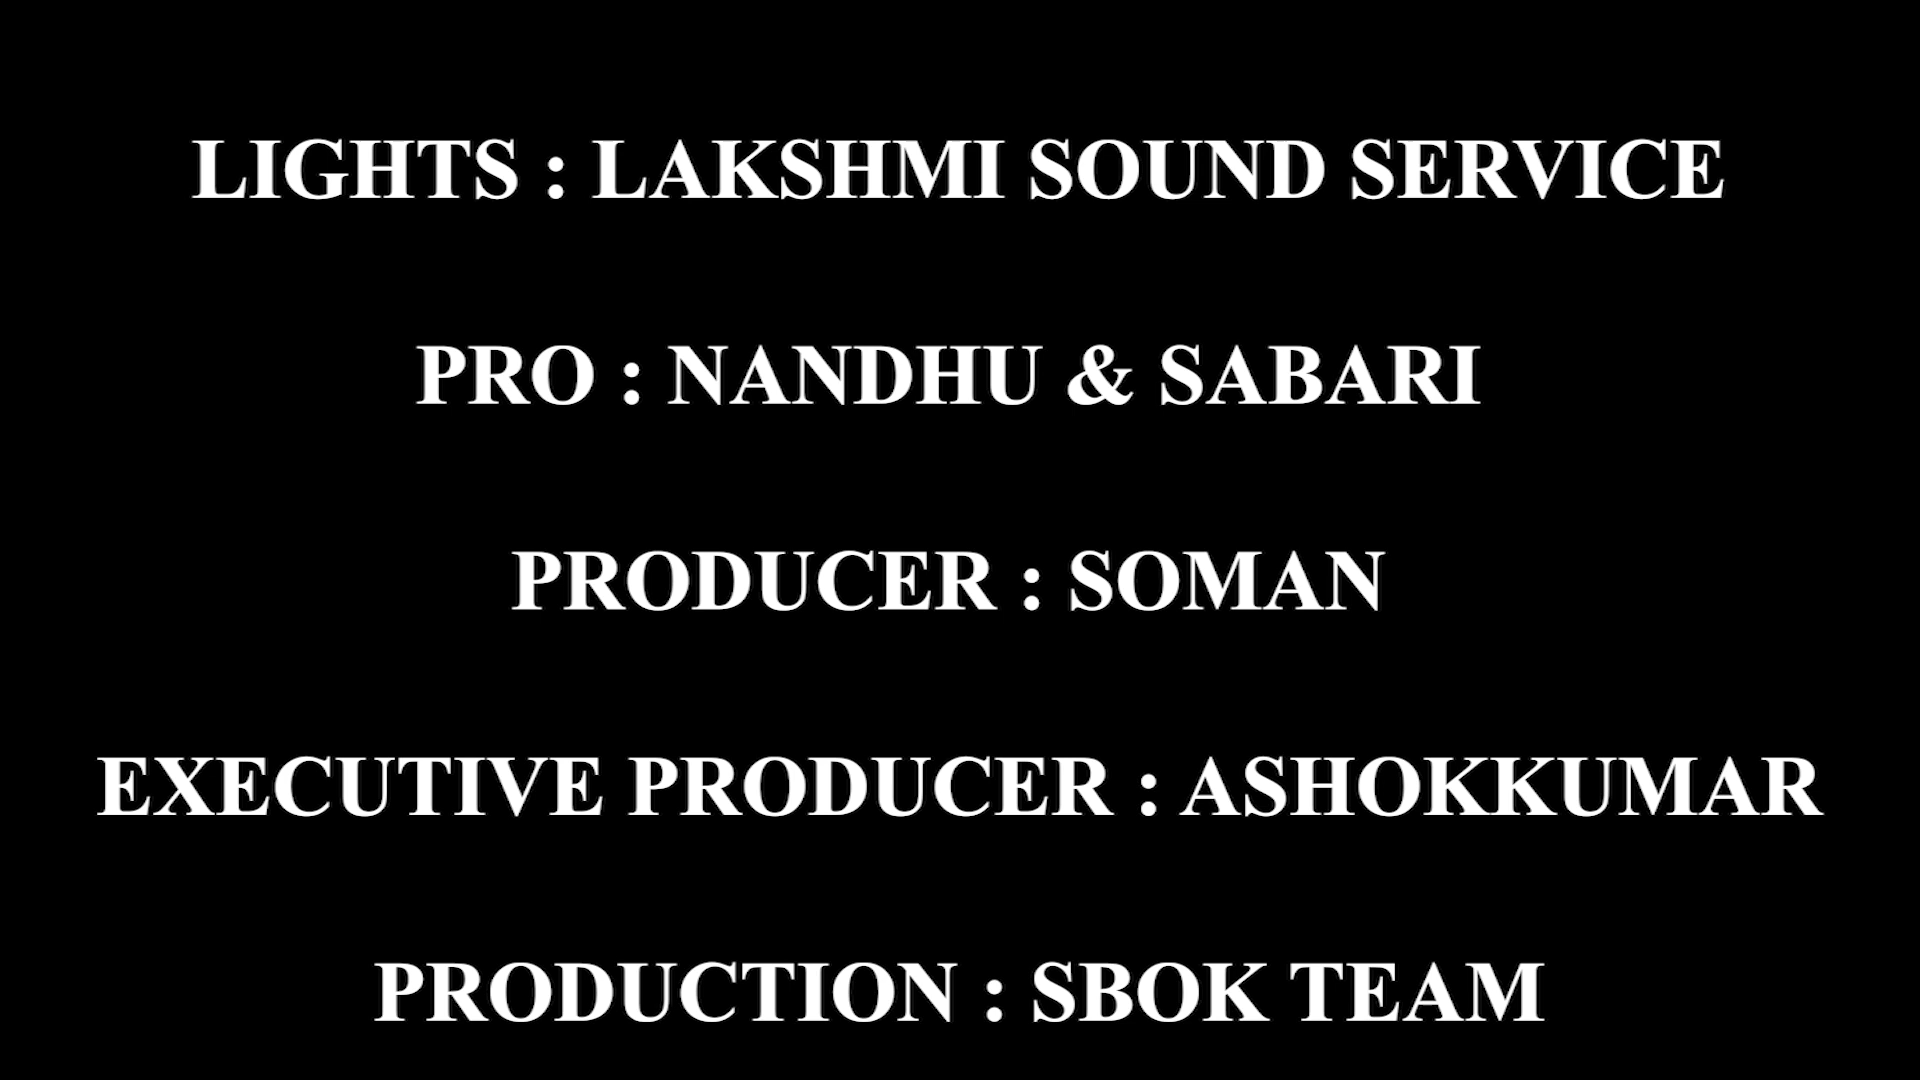 LIGHTS : LAKSHMI SOUND SERVICE
PRO : NANDHU & SABARI
PRODUCER : SOMAN
EXECUTIVE PRODUCER : ASHOKKUMAR
PRODUCTION : SBOK TEAM